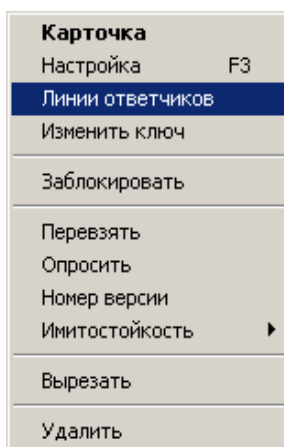 Карточка
Настройка F3
Линии ответчиков
Изменить ключ
Заблокировать
Перевзять
Опросить
Номер версии
Имитостойкость
Вырезать
Удалить